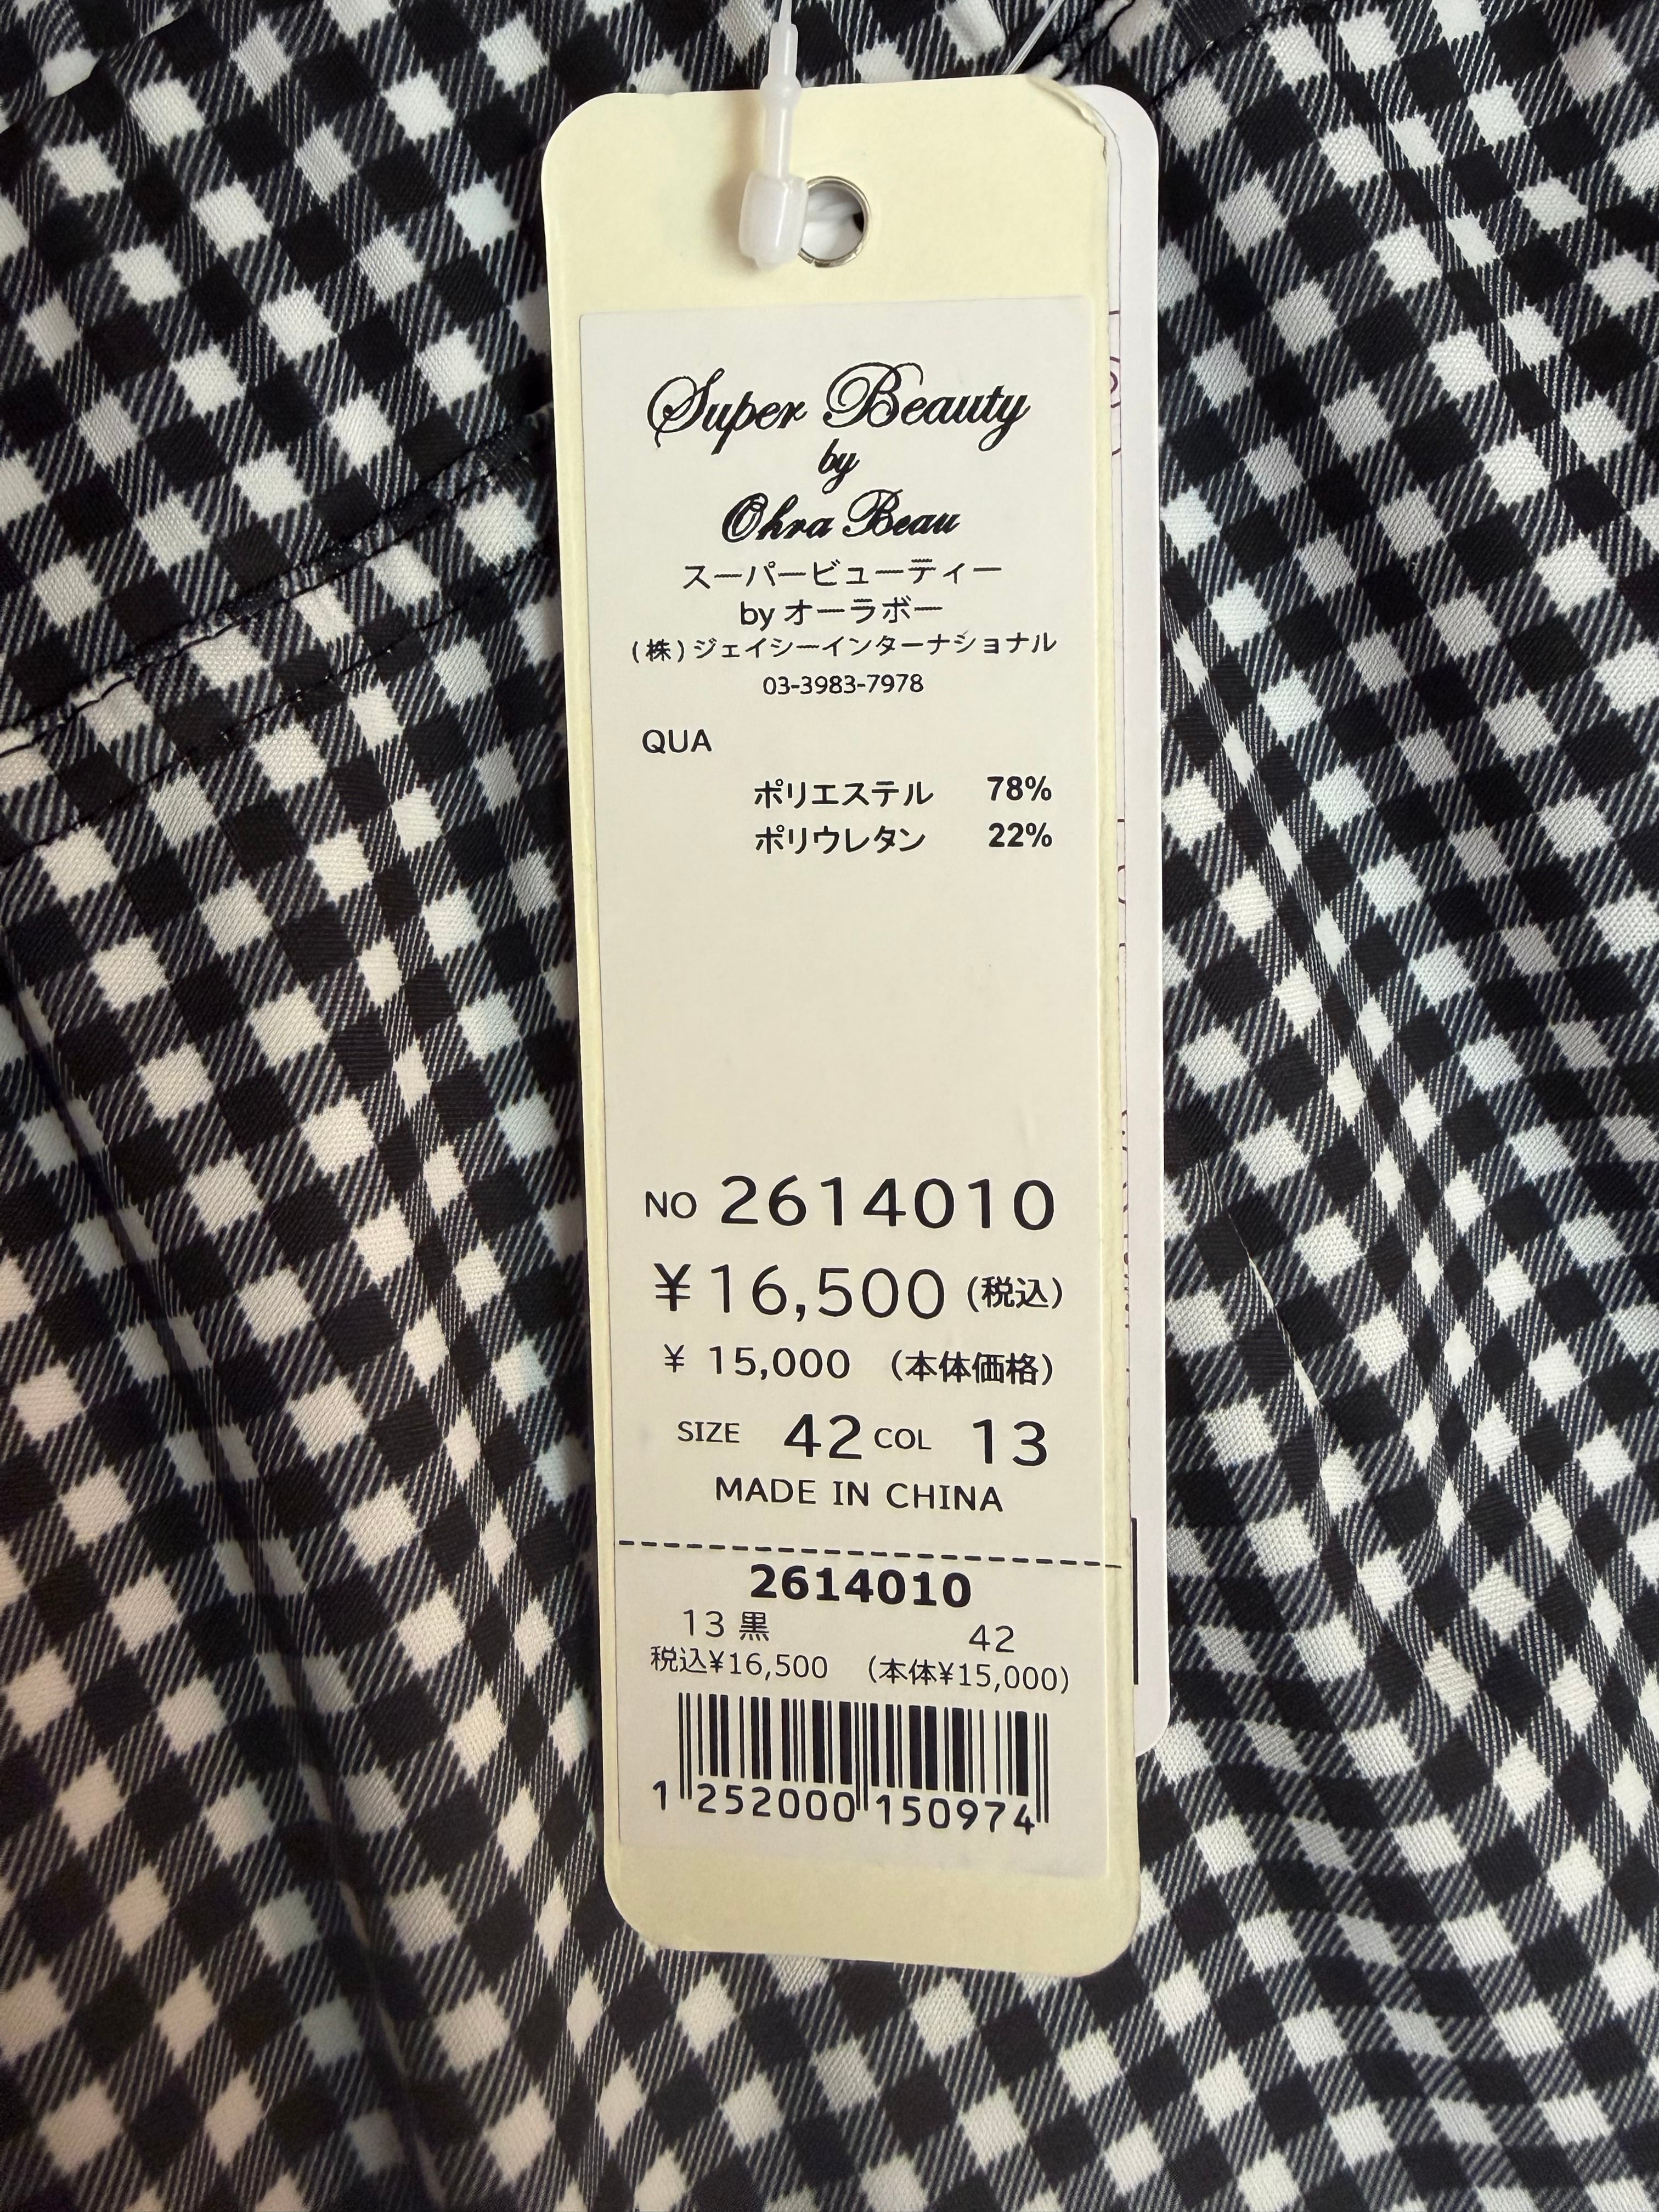 Super Beauty
by
Ohra Beau
スーパービューティー
by オーラボー
(株)ジェイシーインターナショナル
03-3983-7978
QUA
ポリエステル 78%
ポリウレタン 22%
NO 2614010
¥16,500 (税込)
¥ 15,000 (本体価格)
SIZE 42 COL 13
MADE IN CHINA
2614010
13 黒 42
税込¥16,500 (本体¥15,000)
1 252000 150974